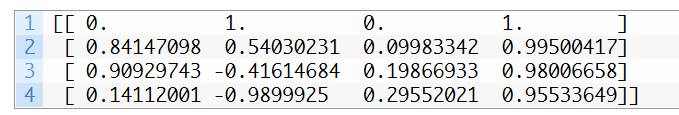 1 [[ 0.          1.          0.          1.        ]
2  [ 0.84147098  0.54030231  0.09983342  0.99500417]
3  [ 0.90929743 -0.41614684  0.19866933  0.98006658]
4  [ 0.14112001 -0.9899925   0.29552021  0.95533649]]